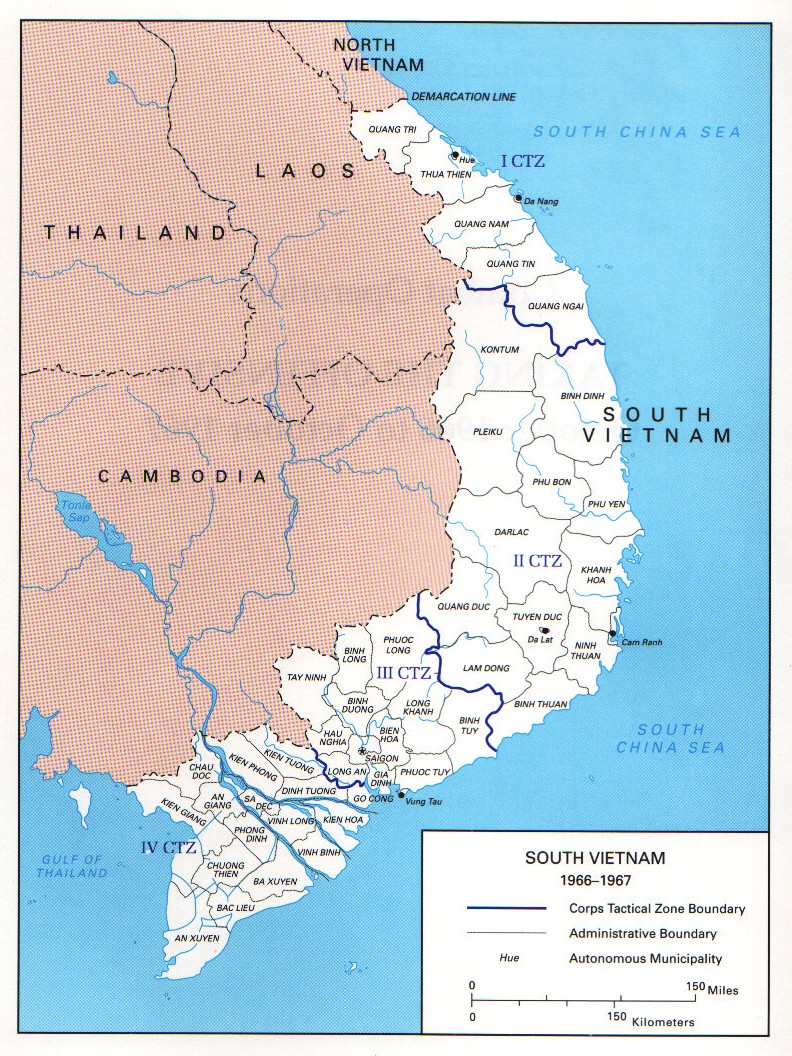 NORTH
VIETNAM
DEMARCATION LINE
QUANG TRI
SOUTH CHINA SEA
Hue
I CTZ
LAOS
THUA THIEN
Da Nang
THAILAND
QUANG NAM
QUANG TIN
QUANG NGAI
KONTUM
BINH DINH
SOUTH
VIETNAM
PLEIKU
CAMBODIA
PHU BON
PHU YEN
Tonle
Sap
DARLAC
II CTZ
KHANH
HOA
QUANG DUC
TUYEN DUC
Da Lat
Cam Ranh
NINH
THUAN
PHUOC
LONG
BINH
LONG
TAY NINH
III CTZ
LAM DONG
BINH THUAN
BINH
DUONG
LONG
KHANH
BINH
TUY
HAU
NGHIA
BIEN
HOA
SAIGON
SOUTH
CHINA SEA
KIEN TUONG
KIEN PHONG
CHAU
DOC
LONG AN
GIA
DINH
PHUOC TUY
DINH TUONG
GO CONG
Vung Tau
AN
GIANG
SA
DEC
KIEN GIANG
VINH LONG
KIEN HOA
PHONG
DINH
IV CTZ
VINH BINH
GULF OF
THAILAND
CHUONG
THIEN
BA XUYEN
BAC LIEU
AN XUYEN
SOUTH VIETNAM
1966–1967
Corps Tactical Zone Boundary
Administrative Boundary
Hue Autonomous Municipality
0 150 Miles
0 150 Kilometers